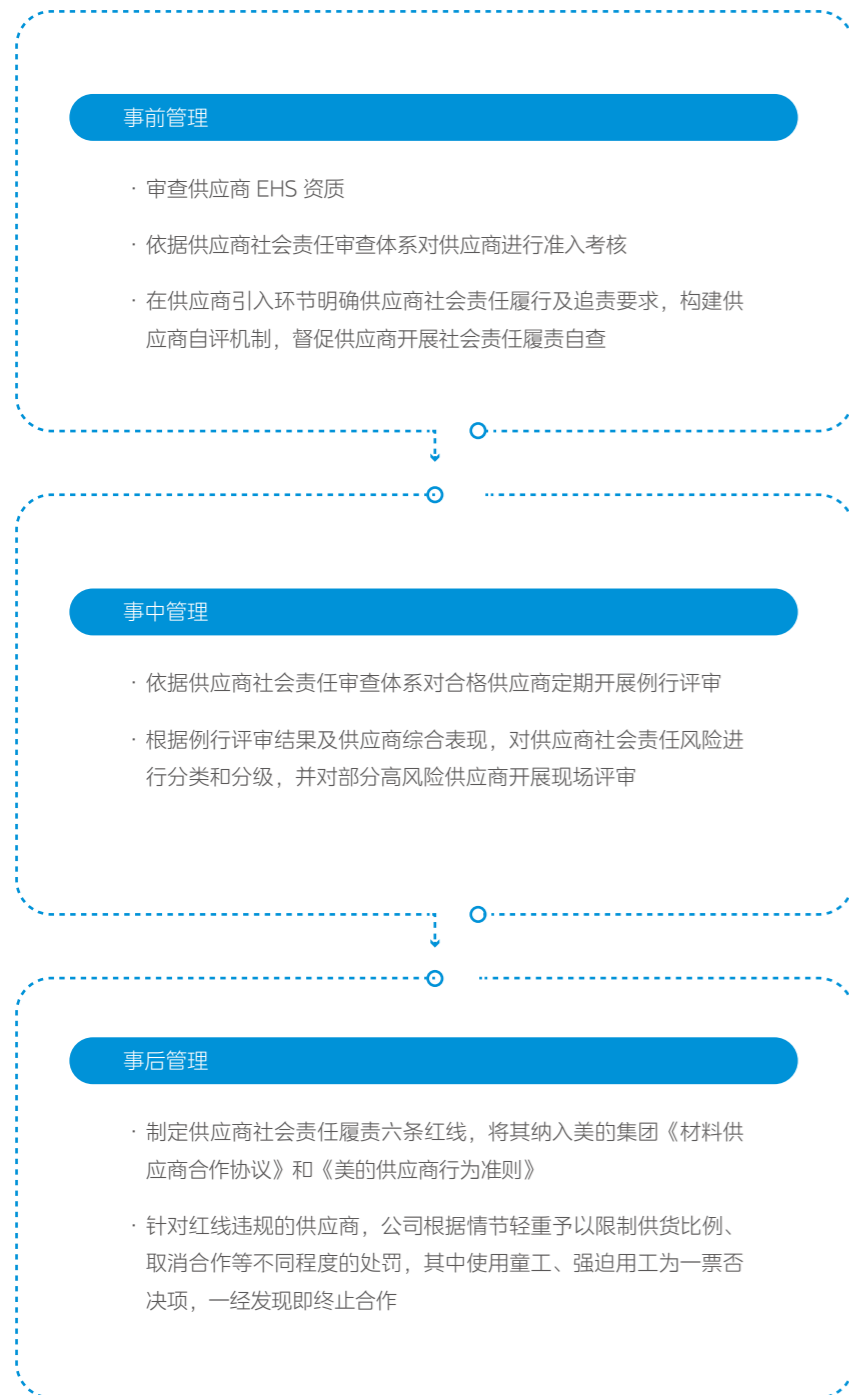 事前管理
· 审查供应商 EHS 资质
· 依据供应商社会责任审查体系对供应商进行准入考核
· 在供应商引入环节明确供应商社会责任履行及追责要求，构建供
应商自评机制，督促供应商开展社会责任履责自查
事中管理
· 依据供应商社会责任审查体系对合格供应商定期开展例行评审
· 根据例行评审结果及供应商综合表现，对供应商社会责任风险进
行分类和分级，并对部分高风险供应商开展现场评审
事后管理
· 制定供应商社会责任履责六条红线，将其纳入美的集团《材料供
应商合作协议》和《美的供应商行为准则》
· 针对红线违规的供应商，公司根据情节轻重予以限制供货比例、
取消合作等不同程度的处罚，其中使用童工、强迫用工为一票否
决项，一经发现即终止合作